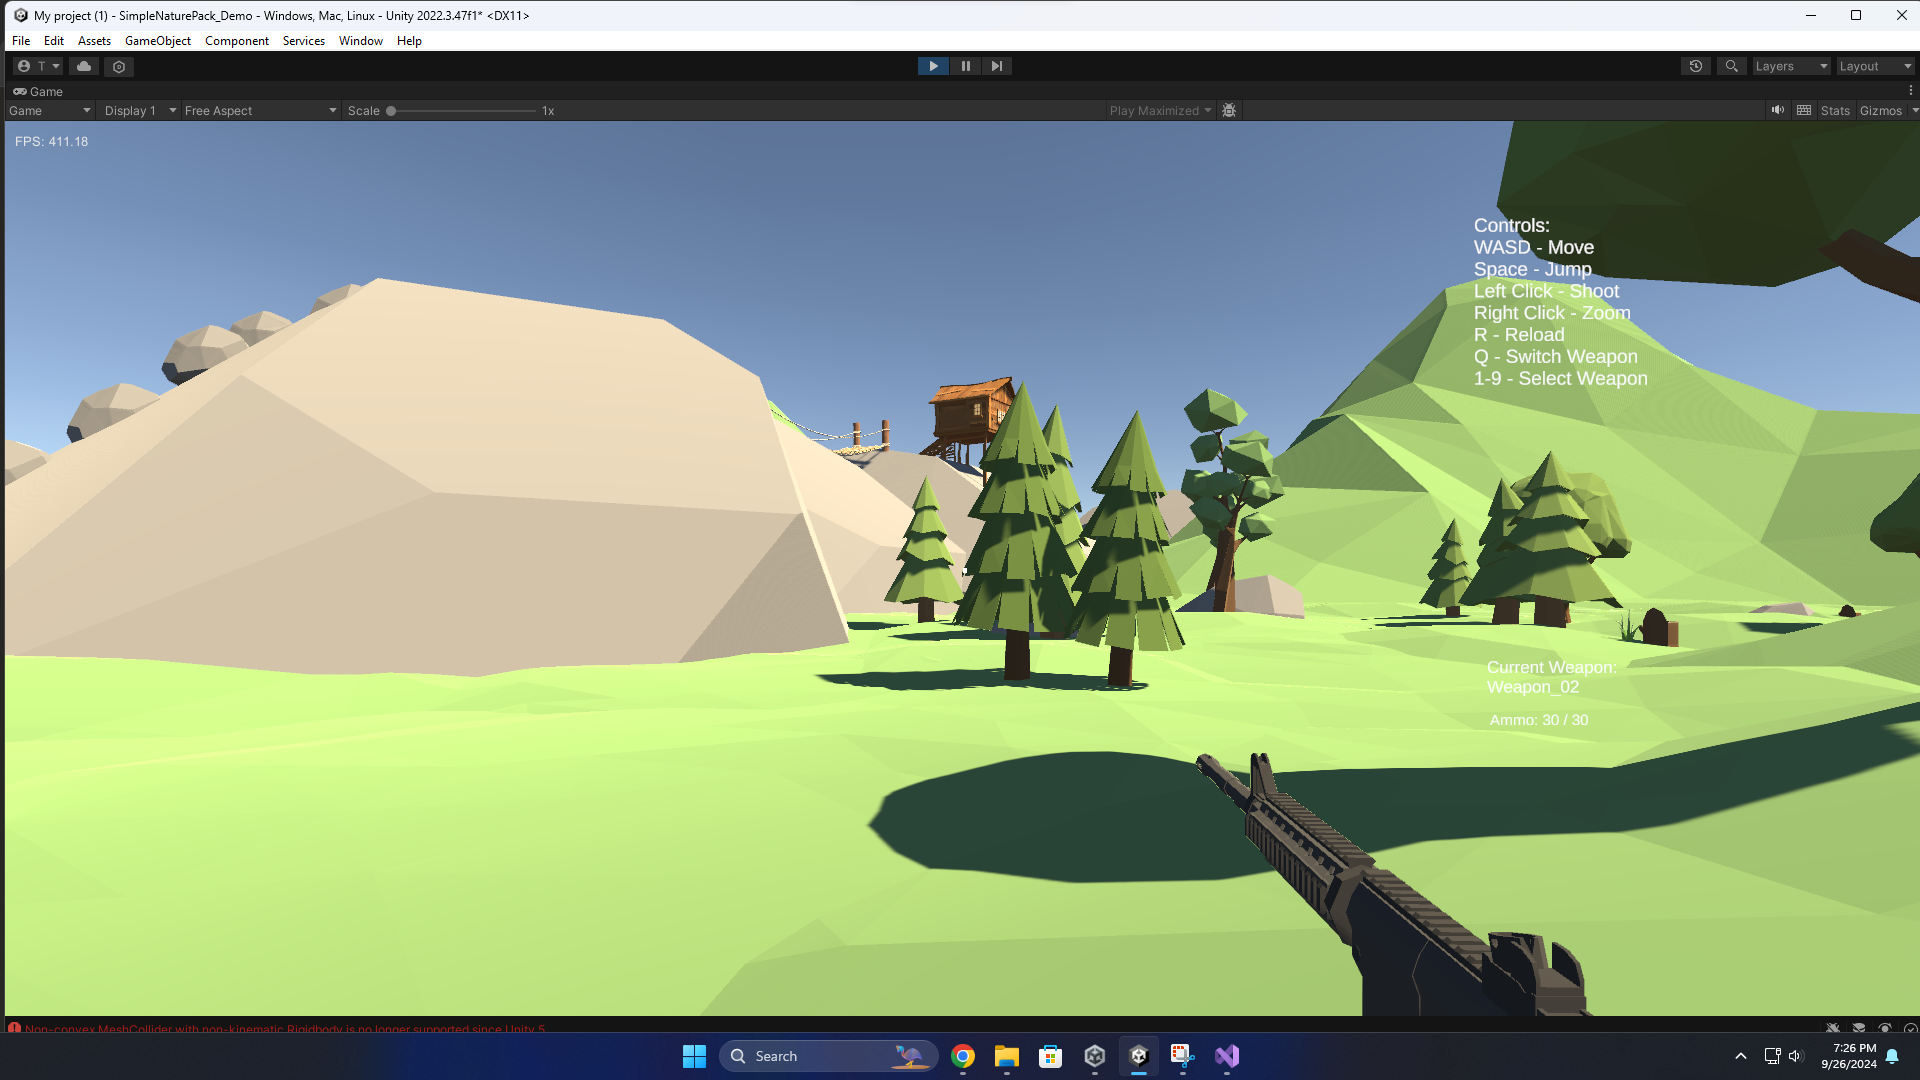 My project (1) - SimpleNaturePack_Demo - Windows, Mac, Linux - Unity 2022.3.47f1* <DX11>
File Edit Assets GameObject Component Services Window Help
T Layers Layout
Game
Game Display 1 Free Aspect Scale 1x Play Maximized Stats Gizmos
FPS: 411.18
Controls:
WASD - Move
Space - Jump
Left Click - Shoot
Right Click - Zoom
R - Reload
Q - Switch Weapon
1-9 - Select Weapon
Current Weapon:
Weapon_02
Ammo: 30 / 30
Non-convex MeshCollider with non-kinematic Rigidbody is no longer supported since Unity 5.
Search
7:26 PM
9/26/2024